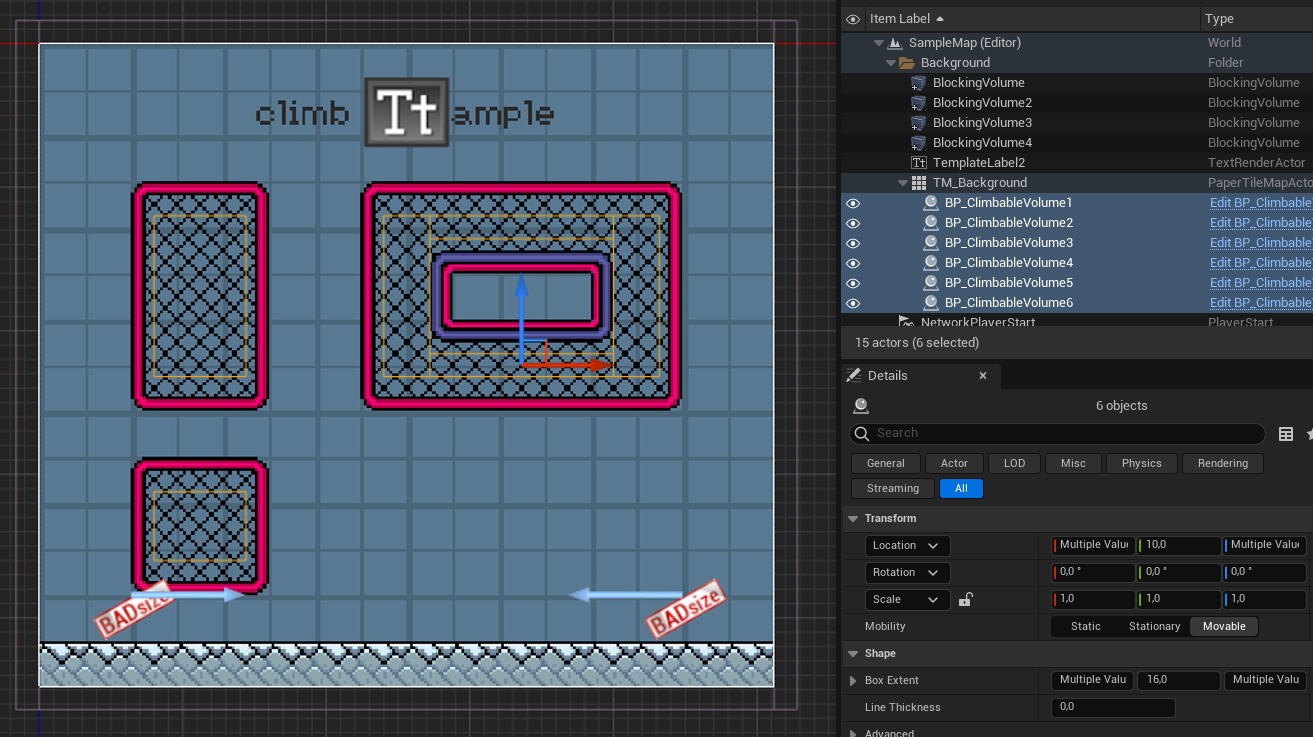 climb Tt ample
BADsize
BADsize
Item Label
Type
SampleMap (Editor)
World
Background
Folder
BlockingVolume
BlockingVolume
BlockingVolume2
BlockingVolume
BlockingVolume3
BlockingVolume
BlockingVolume4
BlockingVolume
Tt
TemplateLabel2
TextRenderActor
TM_Background
PaperTileMapActo
BP_ClimbableVolume1
Edit BP_Climbable
BP_ClimbableVolume2
Edit BP_Climbable
BP_ClimbableVolume3
Edit BP_Climbable
BP_ClimbableVolume4
Edit BP_Climbable
BP_ClimbableVolume5
Edit BP_Climbable
BP_ClimbableVolume6
Edit BP_Climbable
NetworkPlayerStart
PlayerStart
15 actors (6 selected)
Details
6 objects
Search
General
Actor
LOD
Misc
Physics
Rendering
Streaming
All
Transform
Location
Multiple Value
10,0
Multiple Value
Rotation
0,0 °
0,0 °
0,0 °
Scale
1,0
1,0
1,0
Mobility
Static
Stationary
Movable
Shape
Box Extent
Multiple Valu
16,0
Multiple Valu
Line Thickness
0,0
Advanced